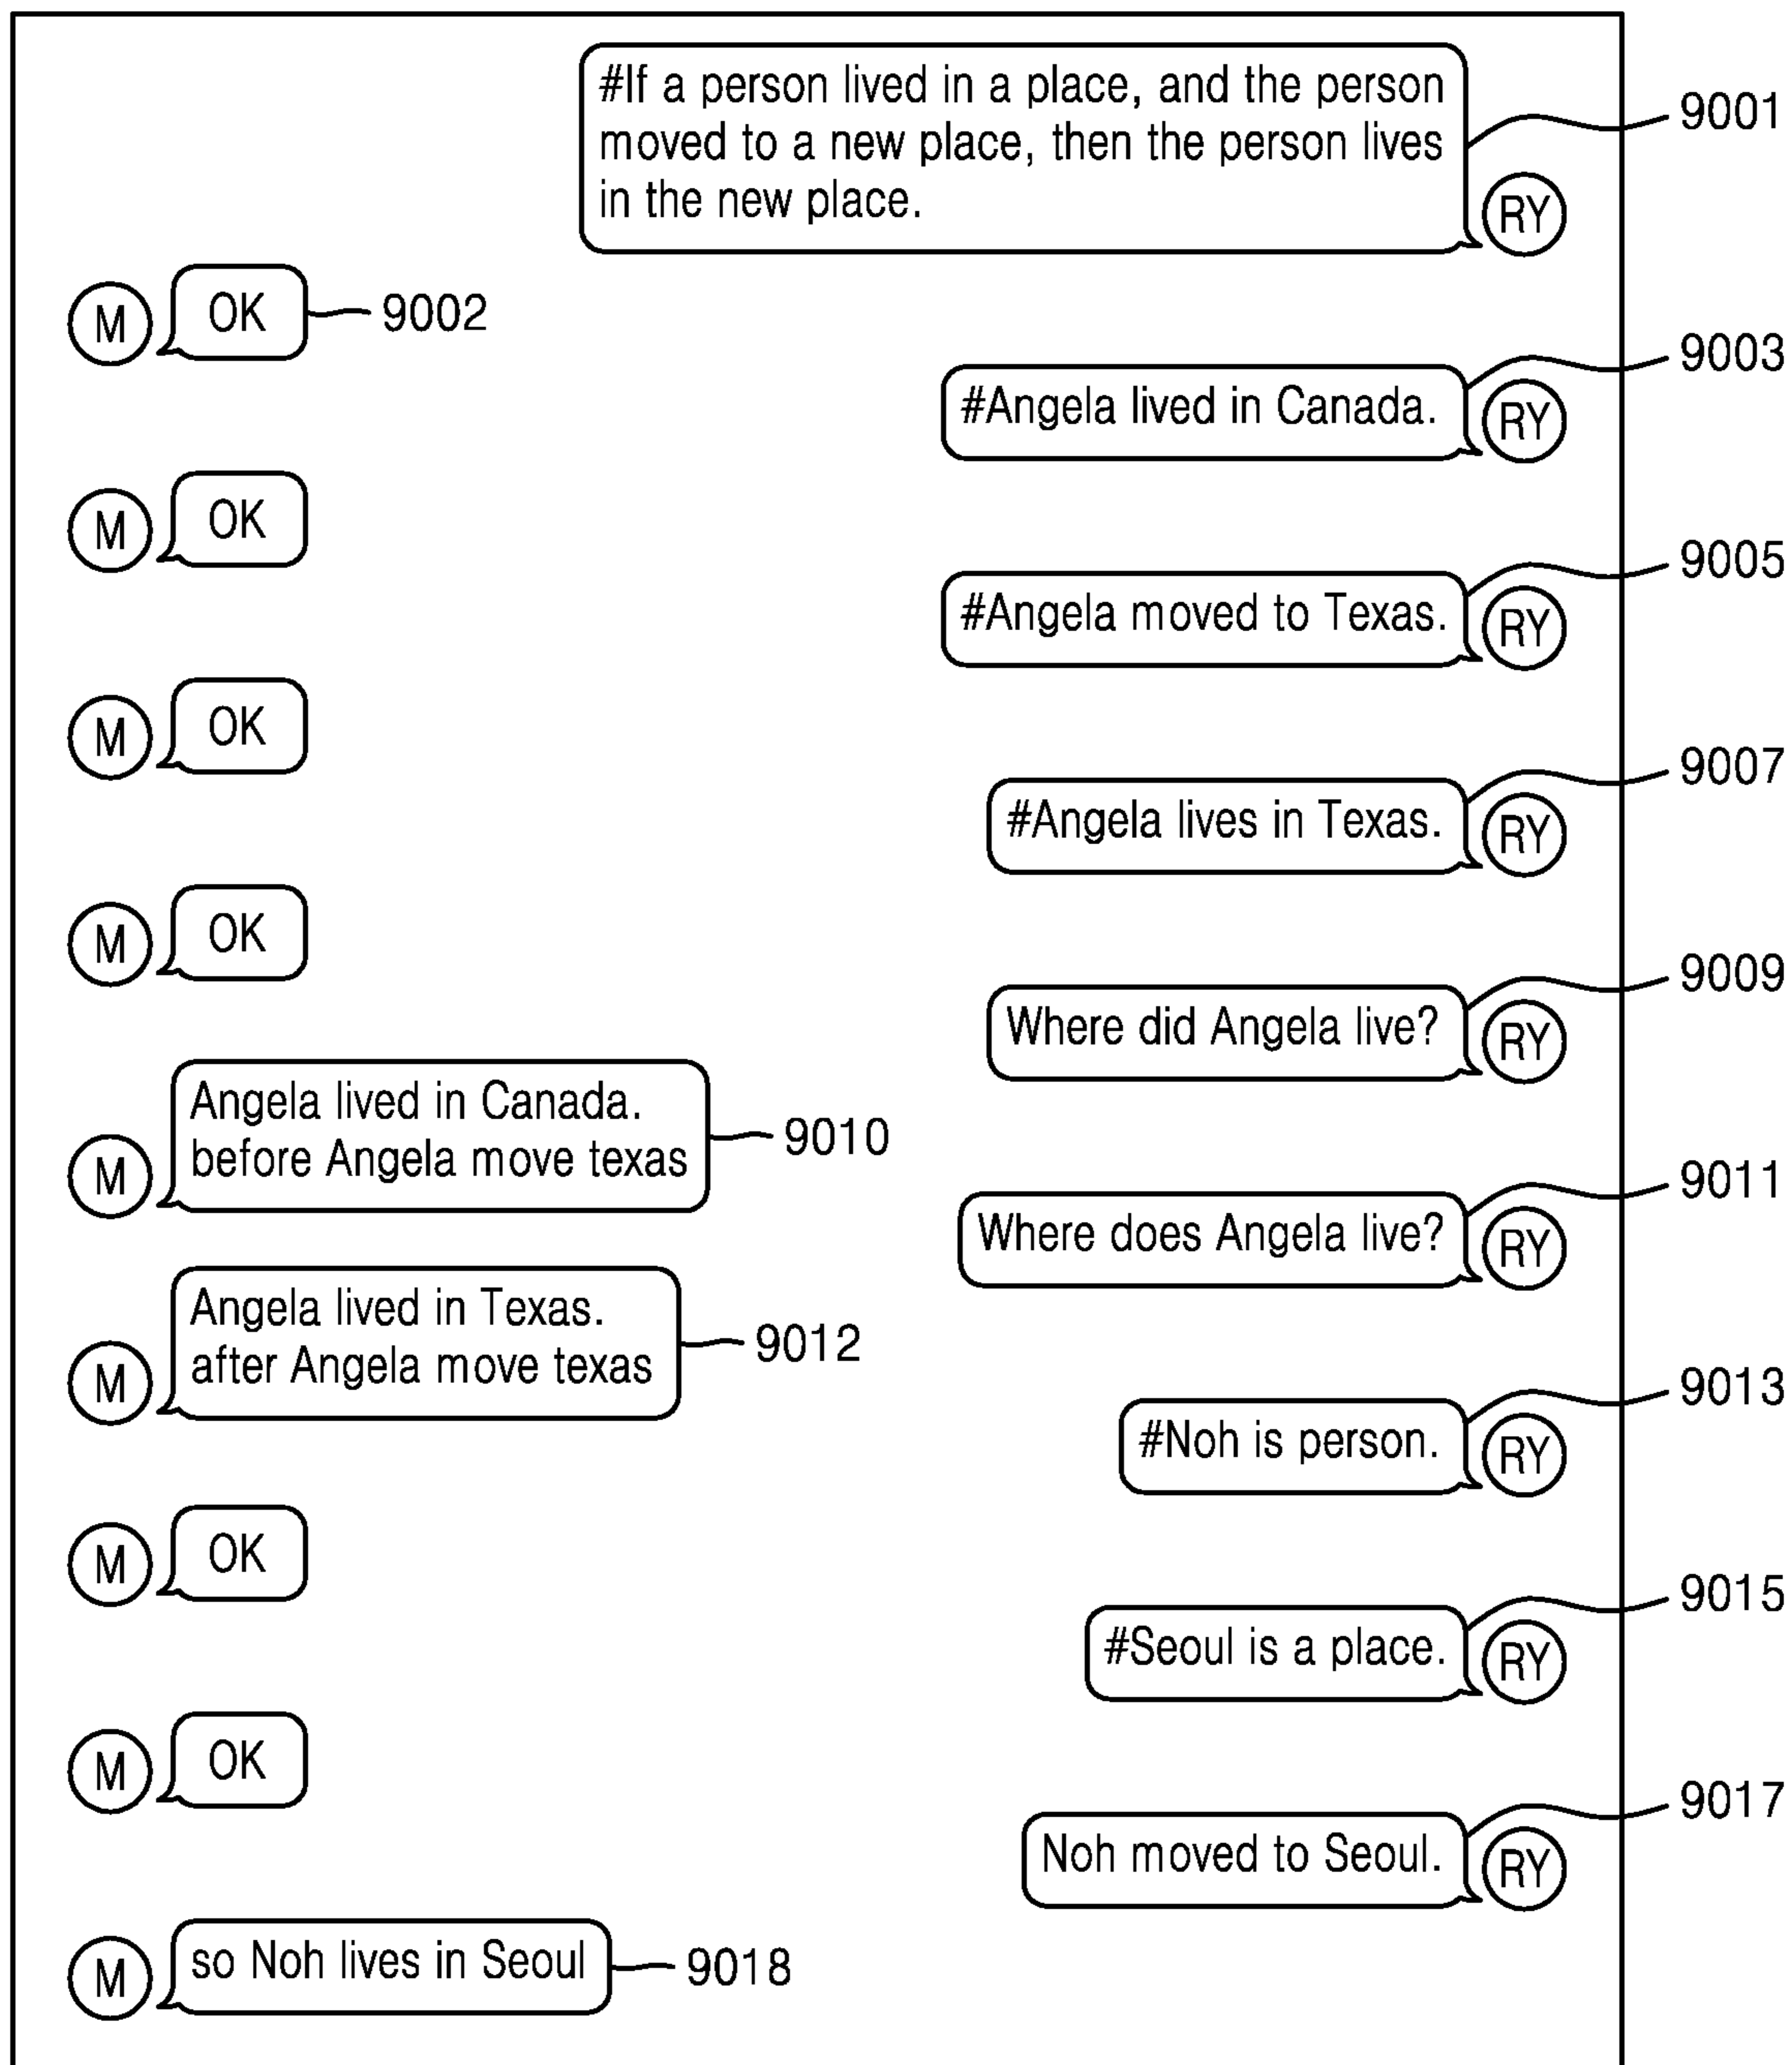 #If a person lived in a place, and the person
moved to a new place, then the person lives
in the new place.
9001
RY
M
OK
9002
9003
#Angela lived in Canada.
RY
M
OK
9005
#Angela moved to Texas.
RY
M
OK
9007
#Angela lives in Texas.
RY
M
OK
9009
Where did Angela live?
RY
Angela lived in Canada.
before Angela move texas
M
9010
9011
Where does Angela live?
RY
Angela lived in Texas.
after Angela move texas
M
9012
9013
#Noh is person.
RY
M
OK
9015
#Seoul is a place.
RY
M
OK
9017
Noh moved to Seoul.
RY
M
so Noh lives in Seoul
9018